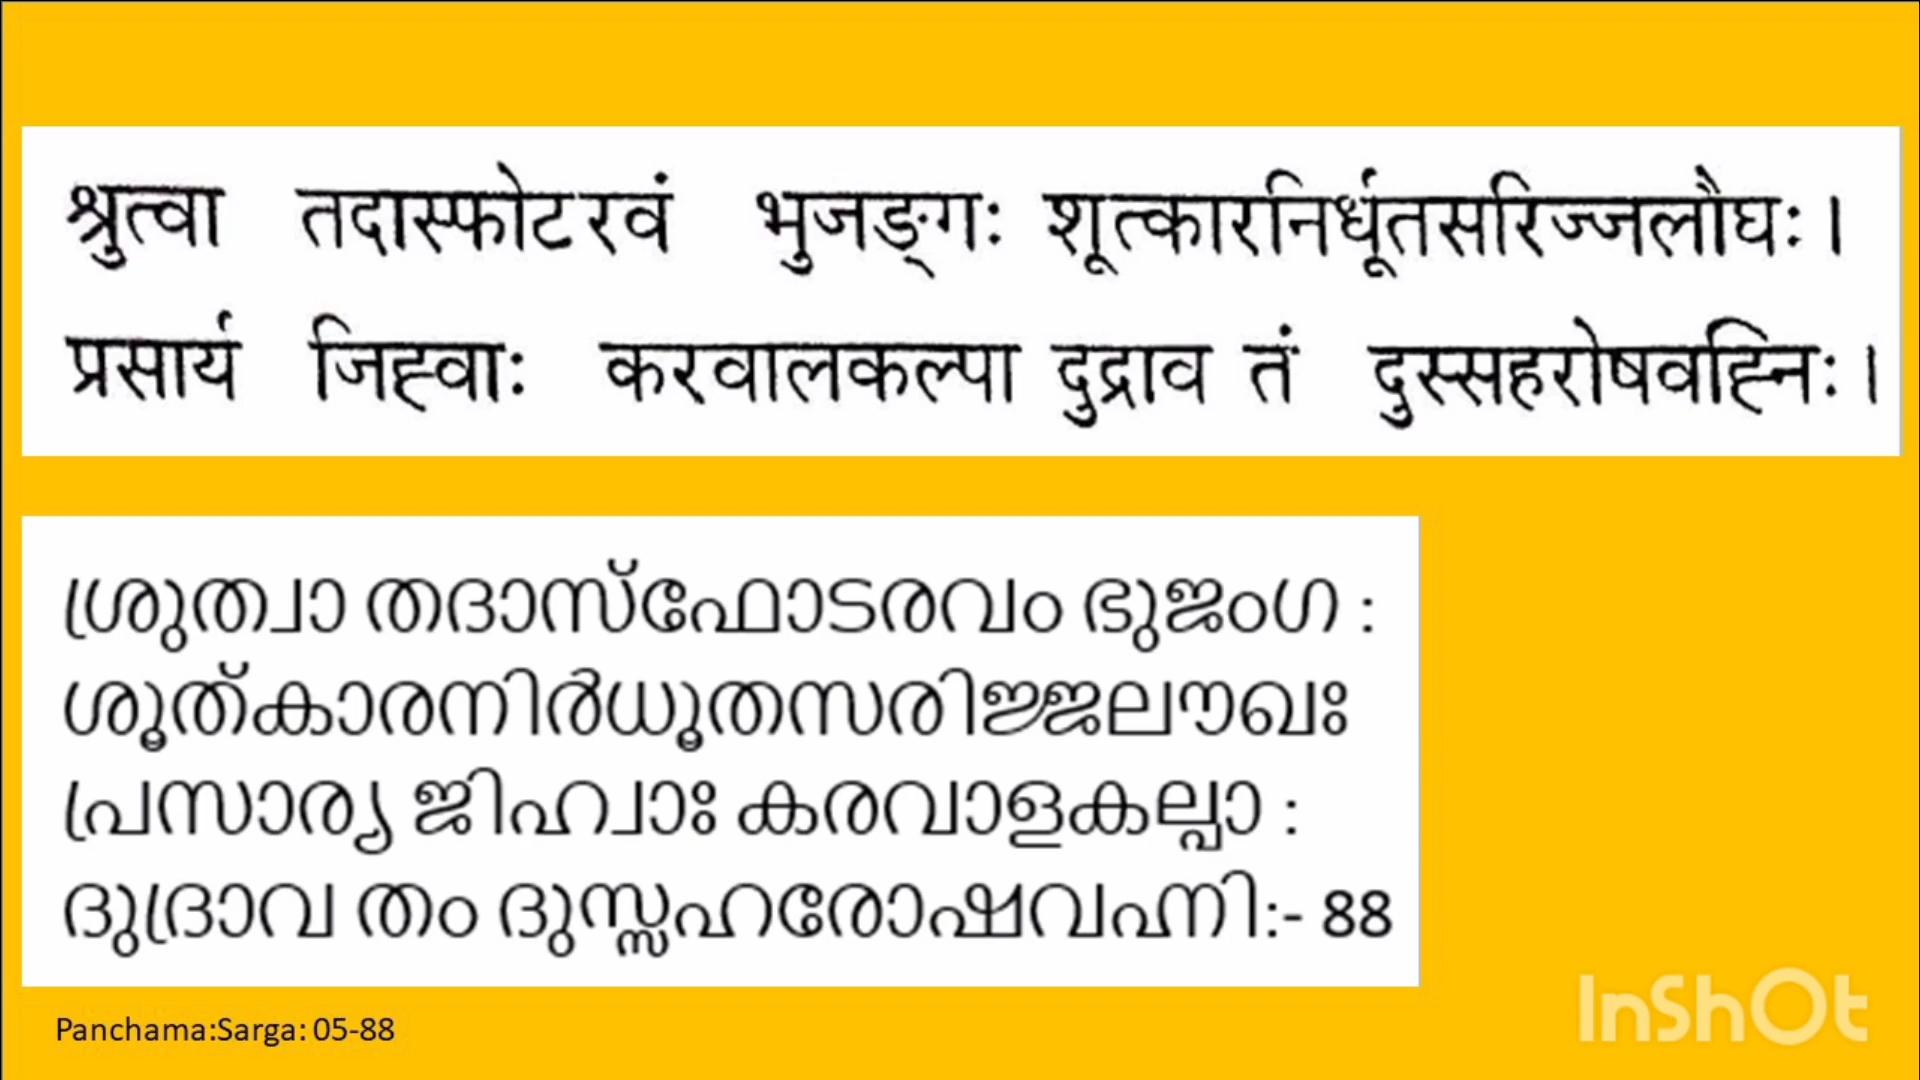 श्रुत्वा तदास्फोटरवं भुजङ्गः शूत्कारनिर्धूतसरिज्जलौघः ।
प्रसार्य जिह्वाः करवालकल्पा दुद्राव तं दुस्सहरोषवह्निः ।
ശ്രുത്വാ തദാസ്ഫോടരവം ഭുജംഗ :
ശൂത്കാരനിർധൂതസരിജ്ജലൗഖഃ
പ്രസാര്യ ജിഹ്വാഃ കരവാളകല്പാ :
ദുദ്രാവ തം ദുസ്സഹരോഷവഹ്നി:- 88
Panchama:Sarga: 05-88
InShOt